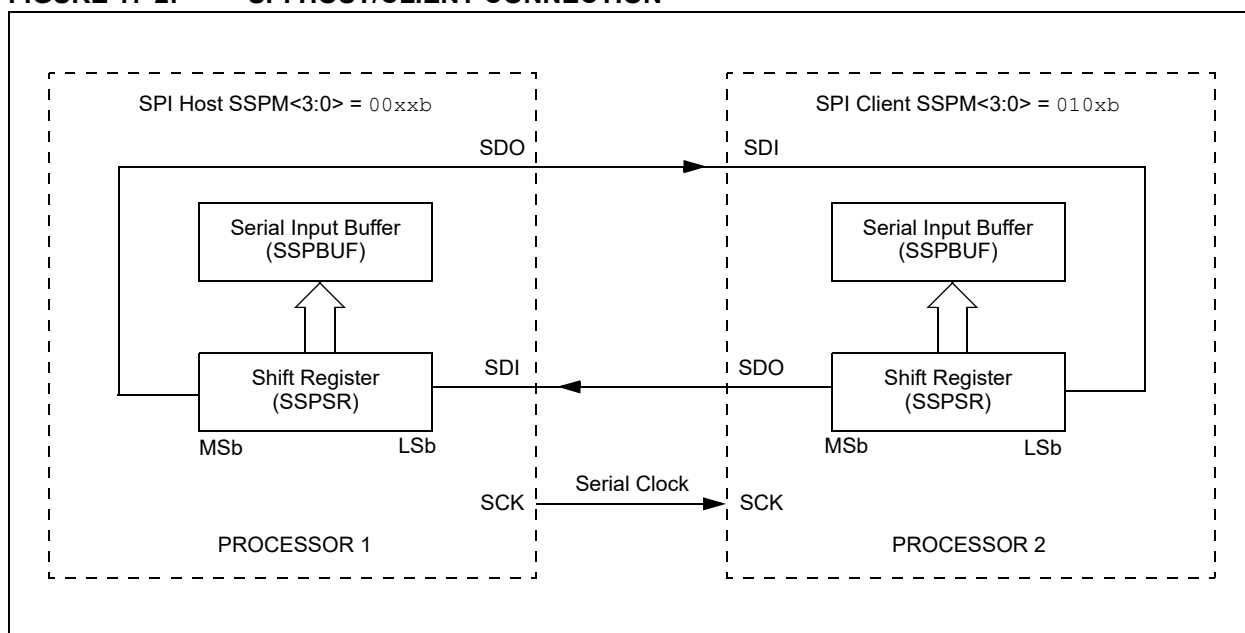 FIGURE 17-2: SPI HOST/CLIENT CONNECTION
SPI Host SSPM<3:0> = 00xxb
SPI Client SSPM<3:0> = 010xb
SDO
SDI
Serial Input Buffer
(SSPBUF)
Serial Input Buffer
(SSPBUF)
SDI
SDO
Shift Register
(SSPSR)
Shift Register
(SSPSR)
MSb
LSb
MSb
LSb
Serial Clock
SCK
SCK
PROCESSOR 1
PROCESSOR 2